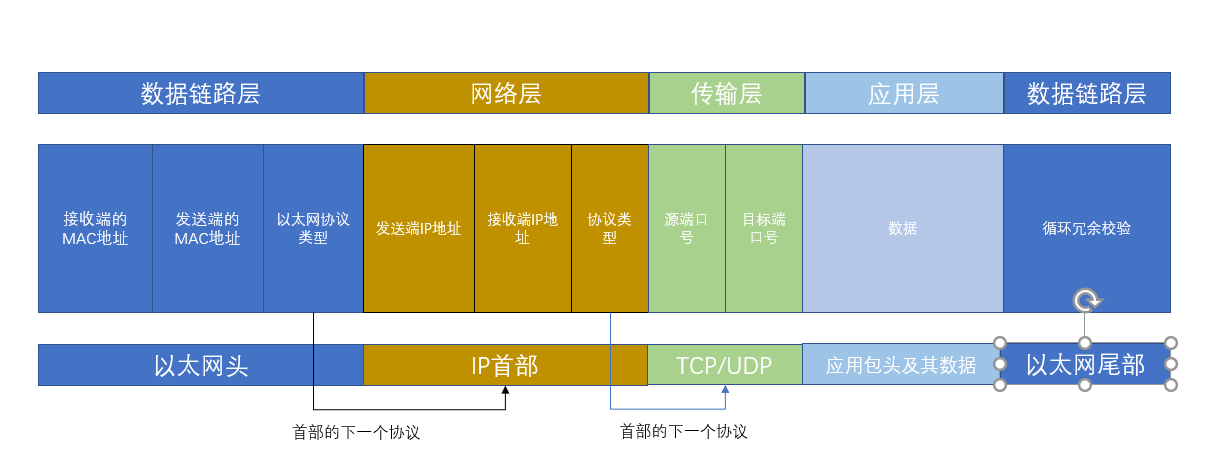 数据链路层
网络层
传输层
应用层
数据链路层
接收端的
MAC地址
发送端的
MAC地址
以太网协议
类型
发送端IP地址
接收端IP地
址
协议类
型
源端口
号
目标端
口号
数据
循环冗余校验
以太网头
IP首部
TCP/UDP
应用包头及其数据
以太网尾部
首部的下一个协议
首部的下一个协议